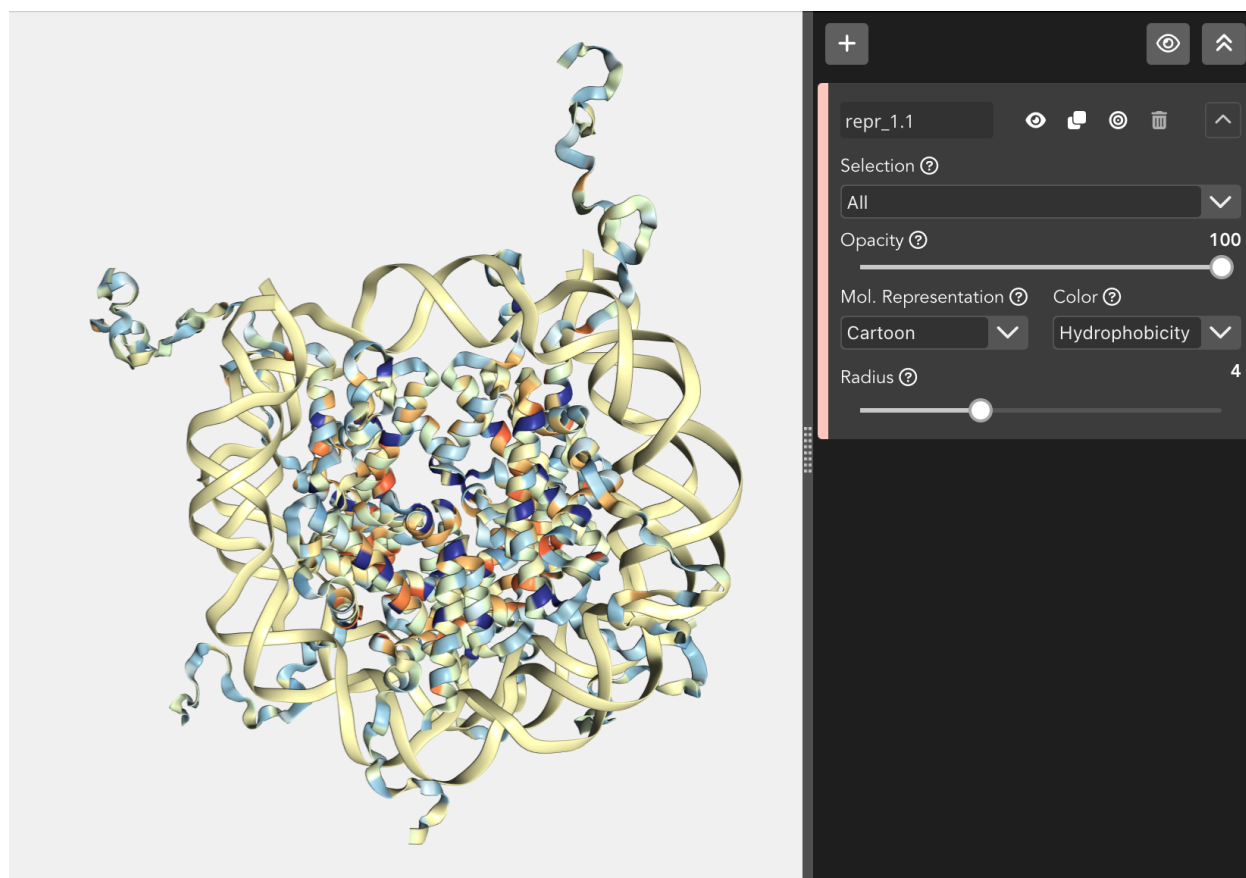 repr_1.1
Selection
All
Opacity 100
Mol. Representation Color
Cartoon Hydrophobicity
Radius 4